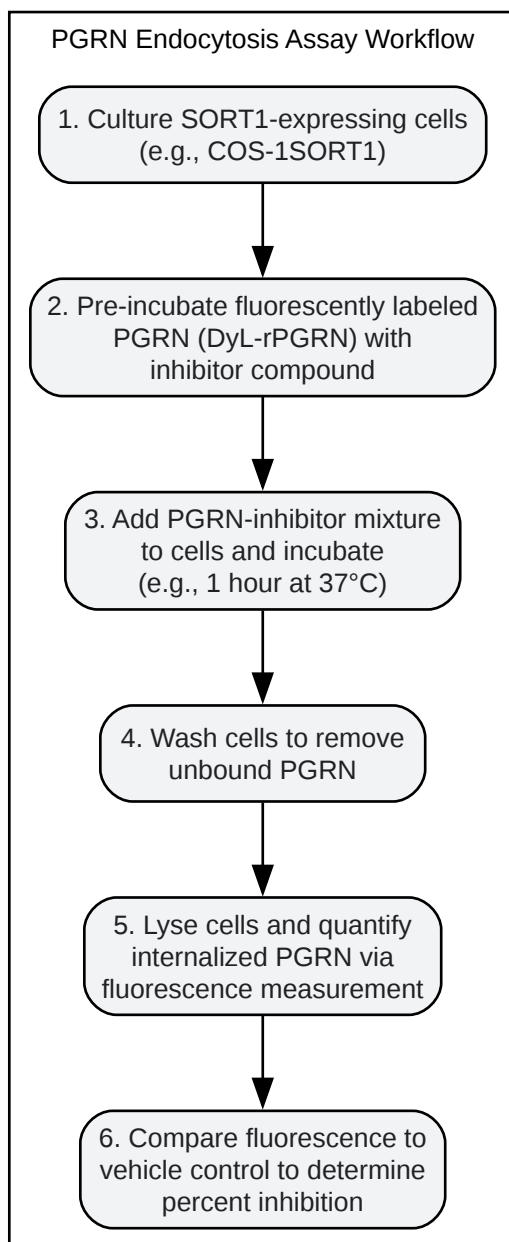 PGRN Endocytosis Assay Workflow
1. Culture SORT1-expressing cells
(e.g., COS-1SORT1)
2. Pre-incubate fluorescently labeled
PGRN (DyL-rPGRN) with
inhibitor compound
3. Add PGRN-inhibitor mixture
to cells and incubate
(e.g., 1 hour at 37°C)
4. Wash cells to remove
unbound PGRN
5. Lyse cells and quantify
internalized PGRN via
fluorescence measurement
6. Compare fluorescence to
vehicle control to determine
percent inhibition